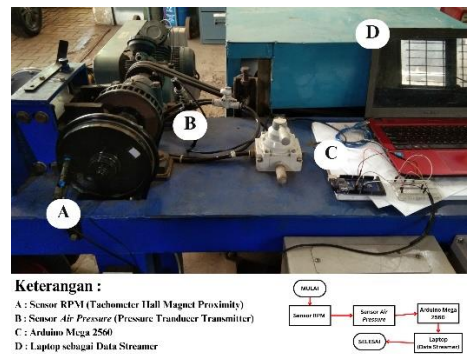 D
B
C
A
Keterangan :
A : Sensor RPM (Tachometer Hall Magnet Proximity)
B : Sensor Air Pressure (Pressure Tranducer Transmitter)
C : Arduino Mega 2560
D : Laptop sebagai Data Streamer
MULAI
Sensor RPM
Sensor Air
Pressure
Arduino Mega
2560
SELESAI
Laptop
(Data Streamer)